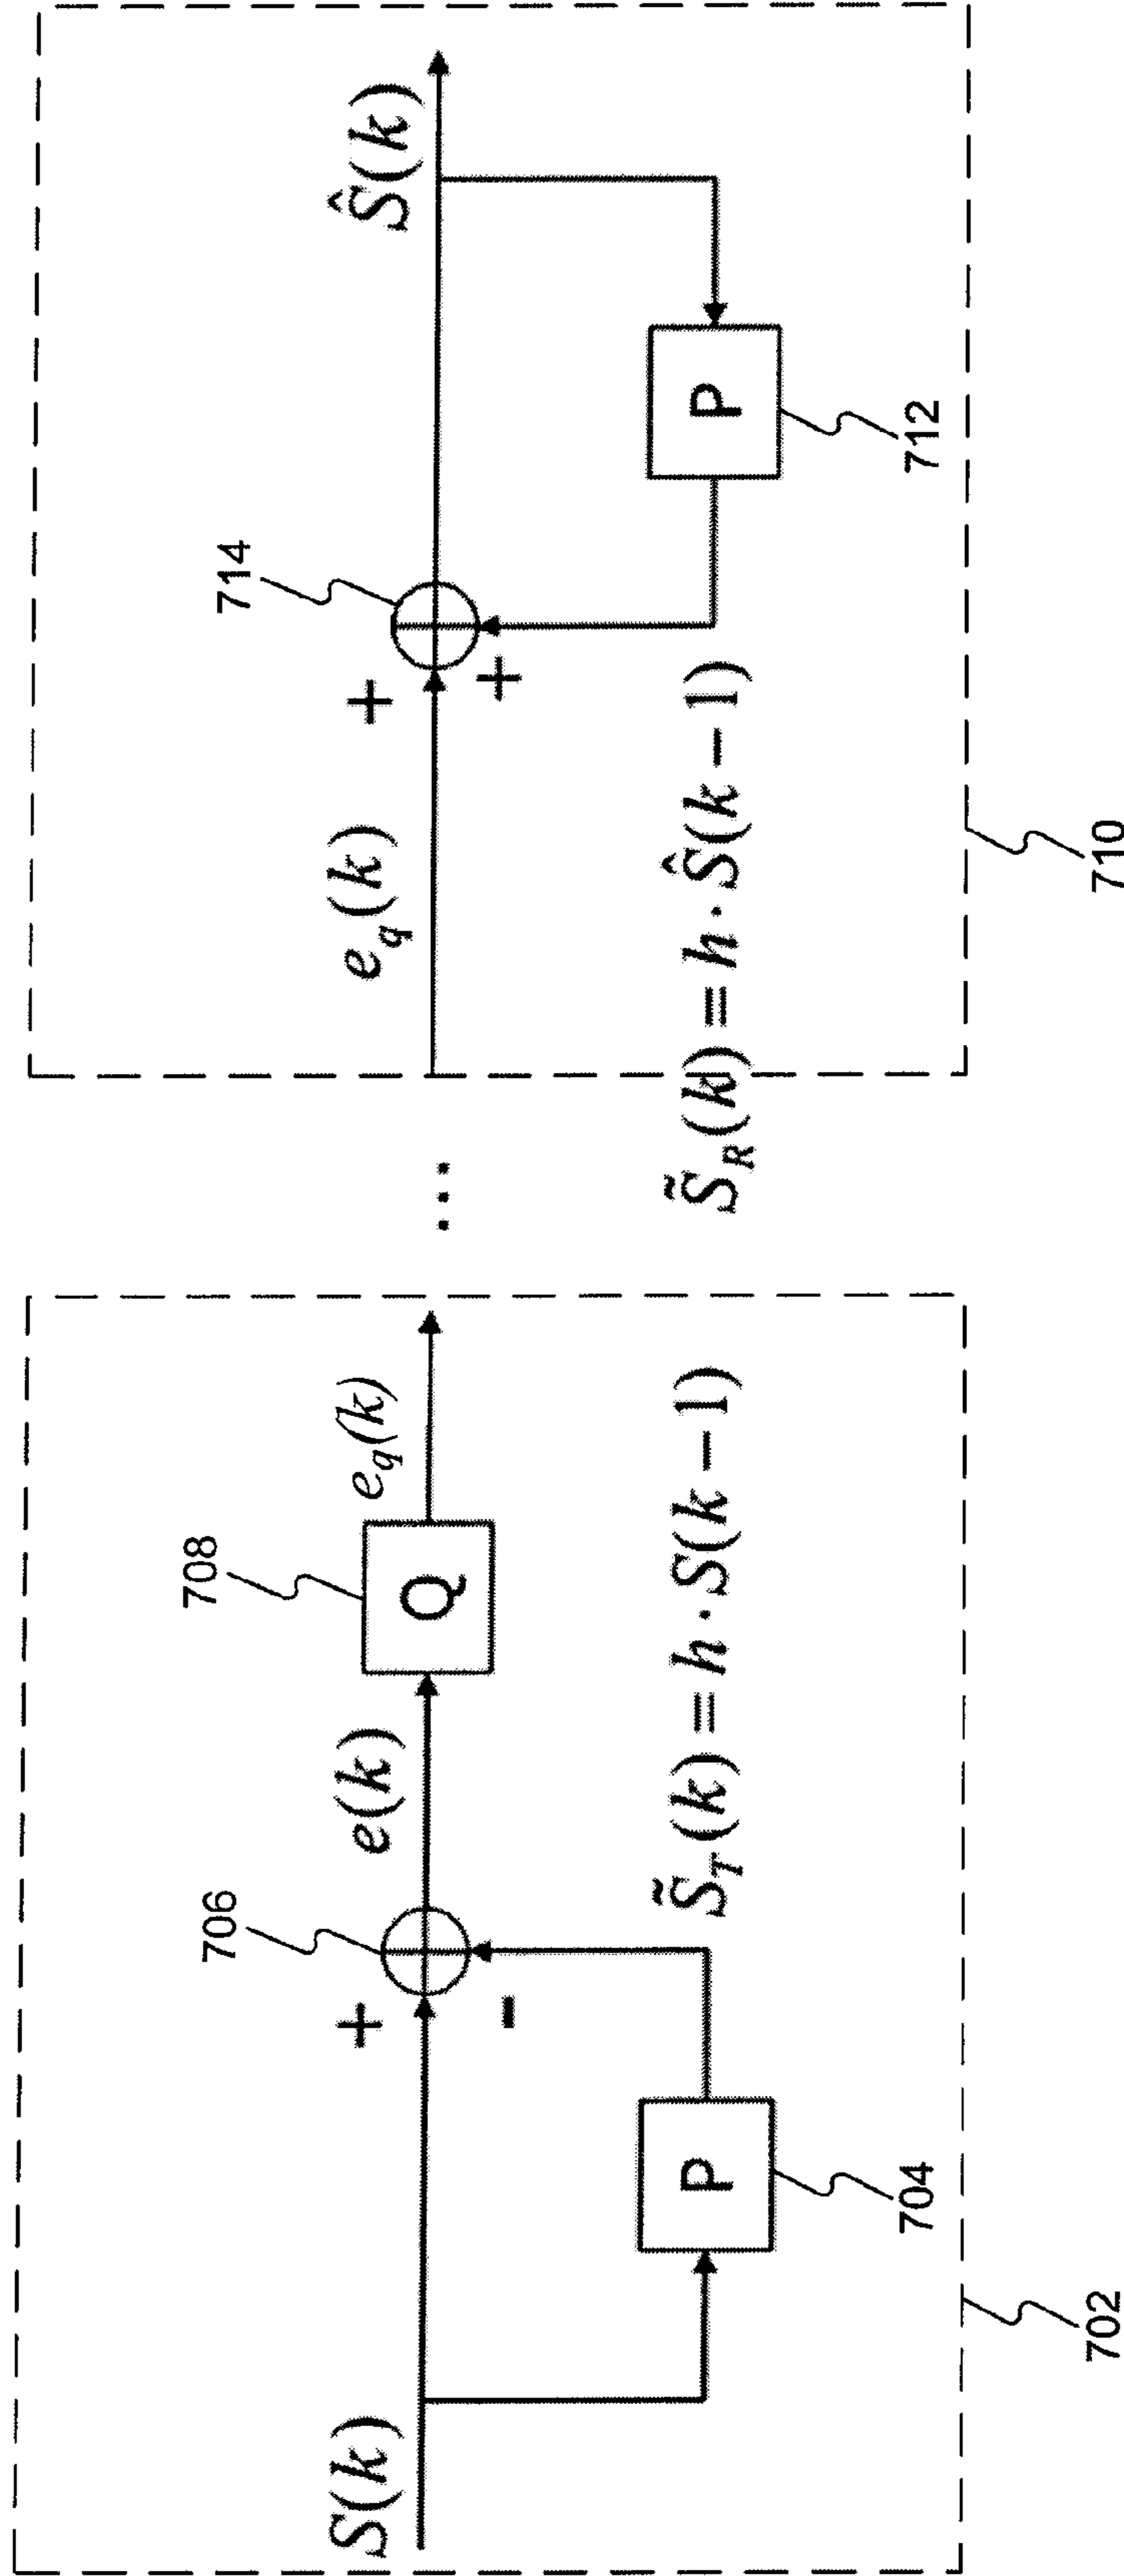 S(k)
+
-
706
e(k)
708
Q
e_q(k)
P
704
S̃_T(k) = h · S(k − 1)
702
...
e_q(k)
+
+
714
Ŝ(k)
P
712
S̃_R(k) = h · Ŝ(k − 1)
710